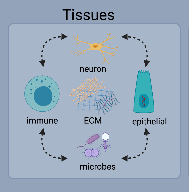 Tissues
neuron
immune
ECM
epithelial
microbes